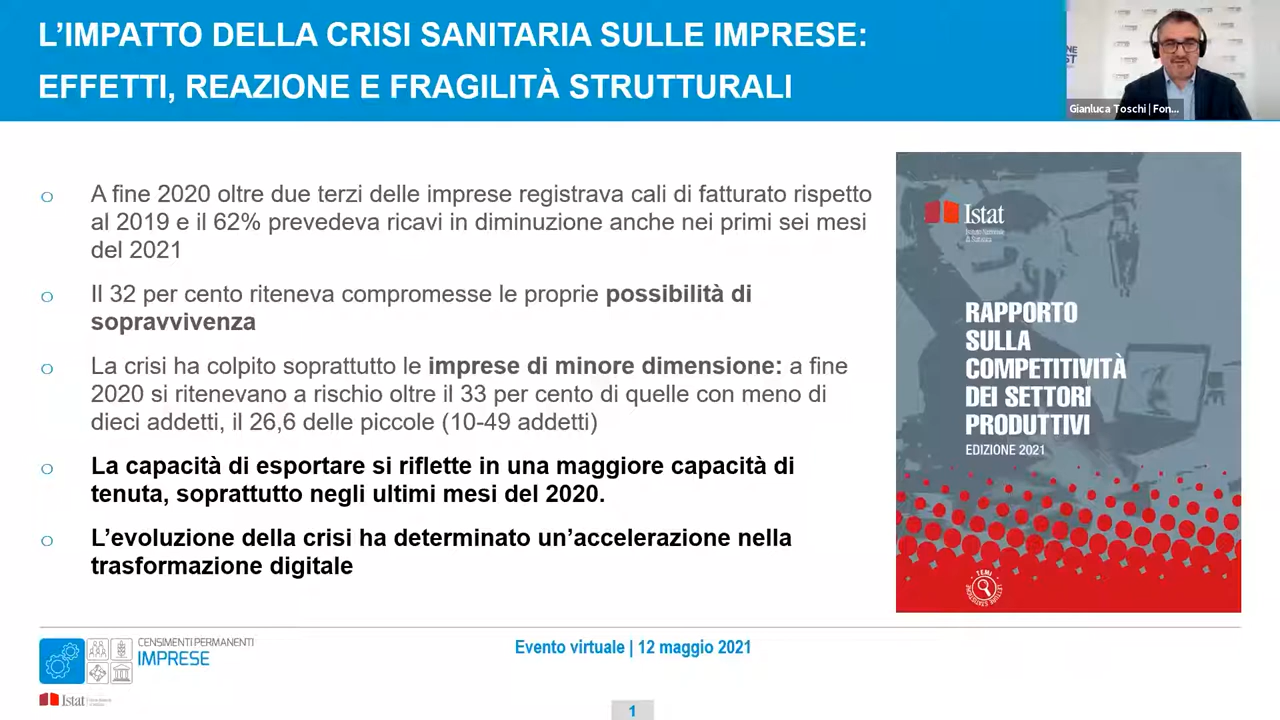 L’IMPATTO DELLA CRISI SANITARIA SULLE IMPRESE:
EFFETTI, REAZIONE E FRAGILITÀ STRUTTURALI
Gianluca Toschi | Fon...
A fine 2020 oltre due terzi delle imprese registrava cali di fatturato rispetto
al 2019 e il 62% prevedeva ricavi in diminuzione anche nei primi sei mesi
del 2021
Il 32 per cento riteneva compromesse le proprie possibilità di
sopravvivenza
La crisi ha colpito soprattutto le imprese di minore dimensione: a fine
2020 si ritenevano a rischio oltre il 33 per cento di quelle con meno di
dieci addetti, il 26,6 delle piccole (10-49 addetti)
La capacità di esportare si riflette in una maggiore capacità di
tenuta, soprattutto negli ultimi mesi del 2020.
L’evoluzione della crisi ha determinato un’accelerazione nella
trasformazione digitale
Istat
Istituto Nazionale
di Statistica
RAPPORTO
SULLA
COMPETITIVITÀ
DEI SETTORI
PRODUTTIVI
EDIZIONE 2021
TEMI
LETTURE STATISTICHE
CENSIMENTI PERMANENTI
IMPRESE
Istat
Evento virtuale | 12 maggio 2021
1